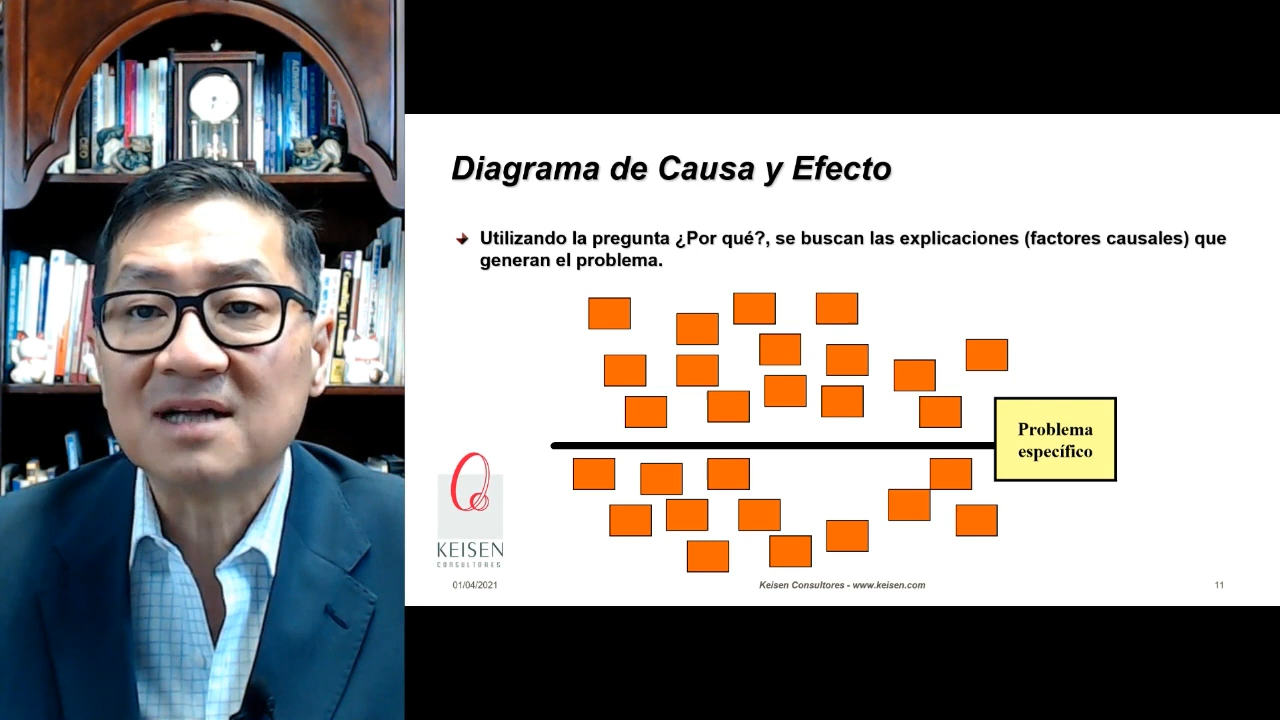 Diagrama de Causa y Efecto
Utilizando la pregunta ¿Por qué?, se buscan las explicaciones (factores causales) que
generan el problema.
Problema
específico
KEISEN
CONSULTORES
01/04/2021
Keisen Consultores - www.keisen.com
11